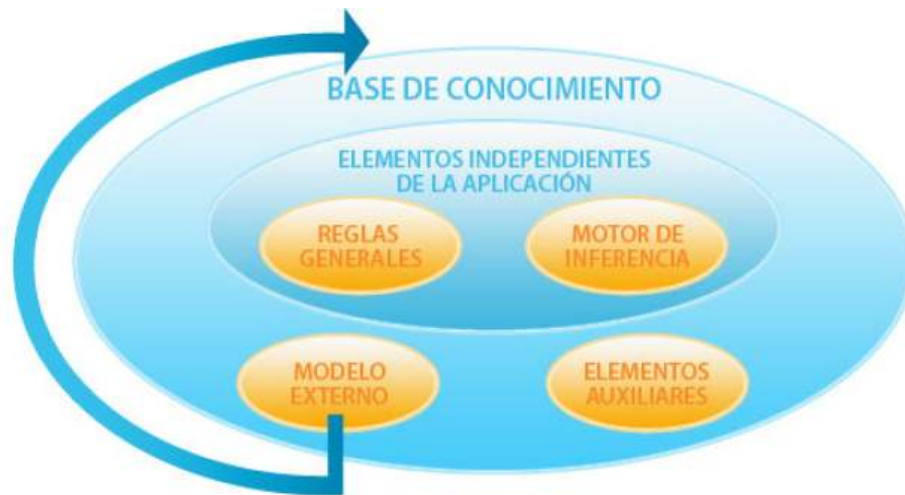 BASE DE CONOCIMIENTO
ELEMENTOS INDEPENDIENTES
DE LA APLICACIÓN
REGLAS
GENERALES
MOTOR DE
INFERENCIA
MODELO
EXTERNO
ELEMENTOS
AUXILIARES